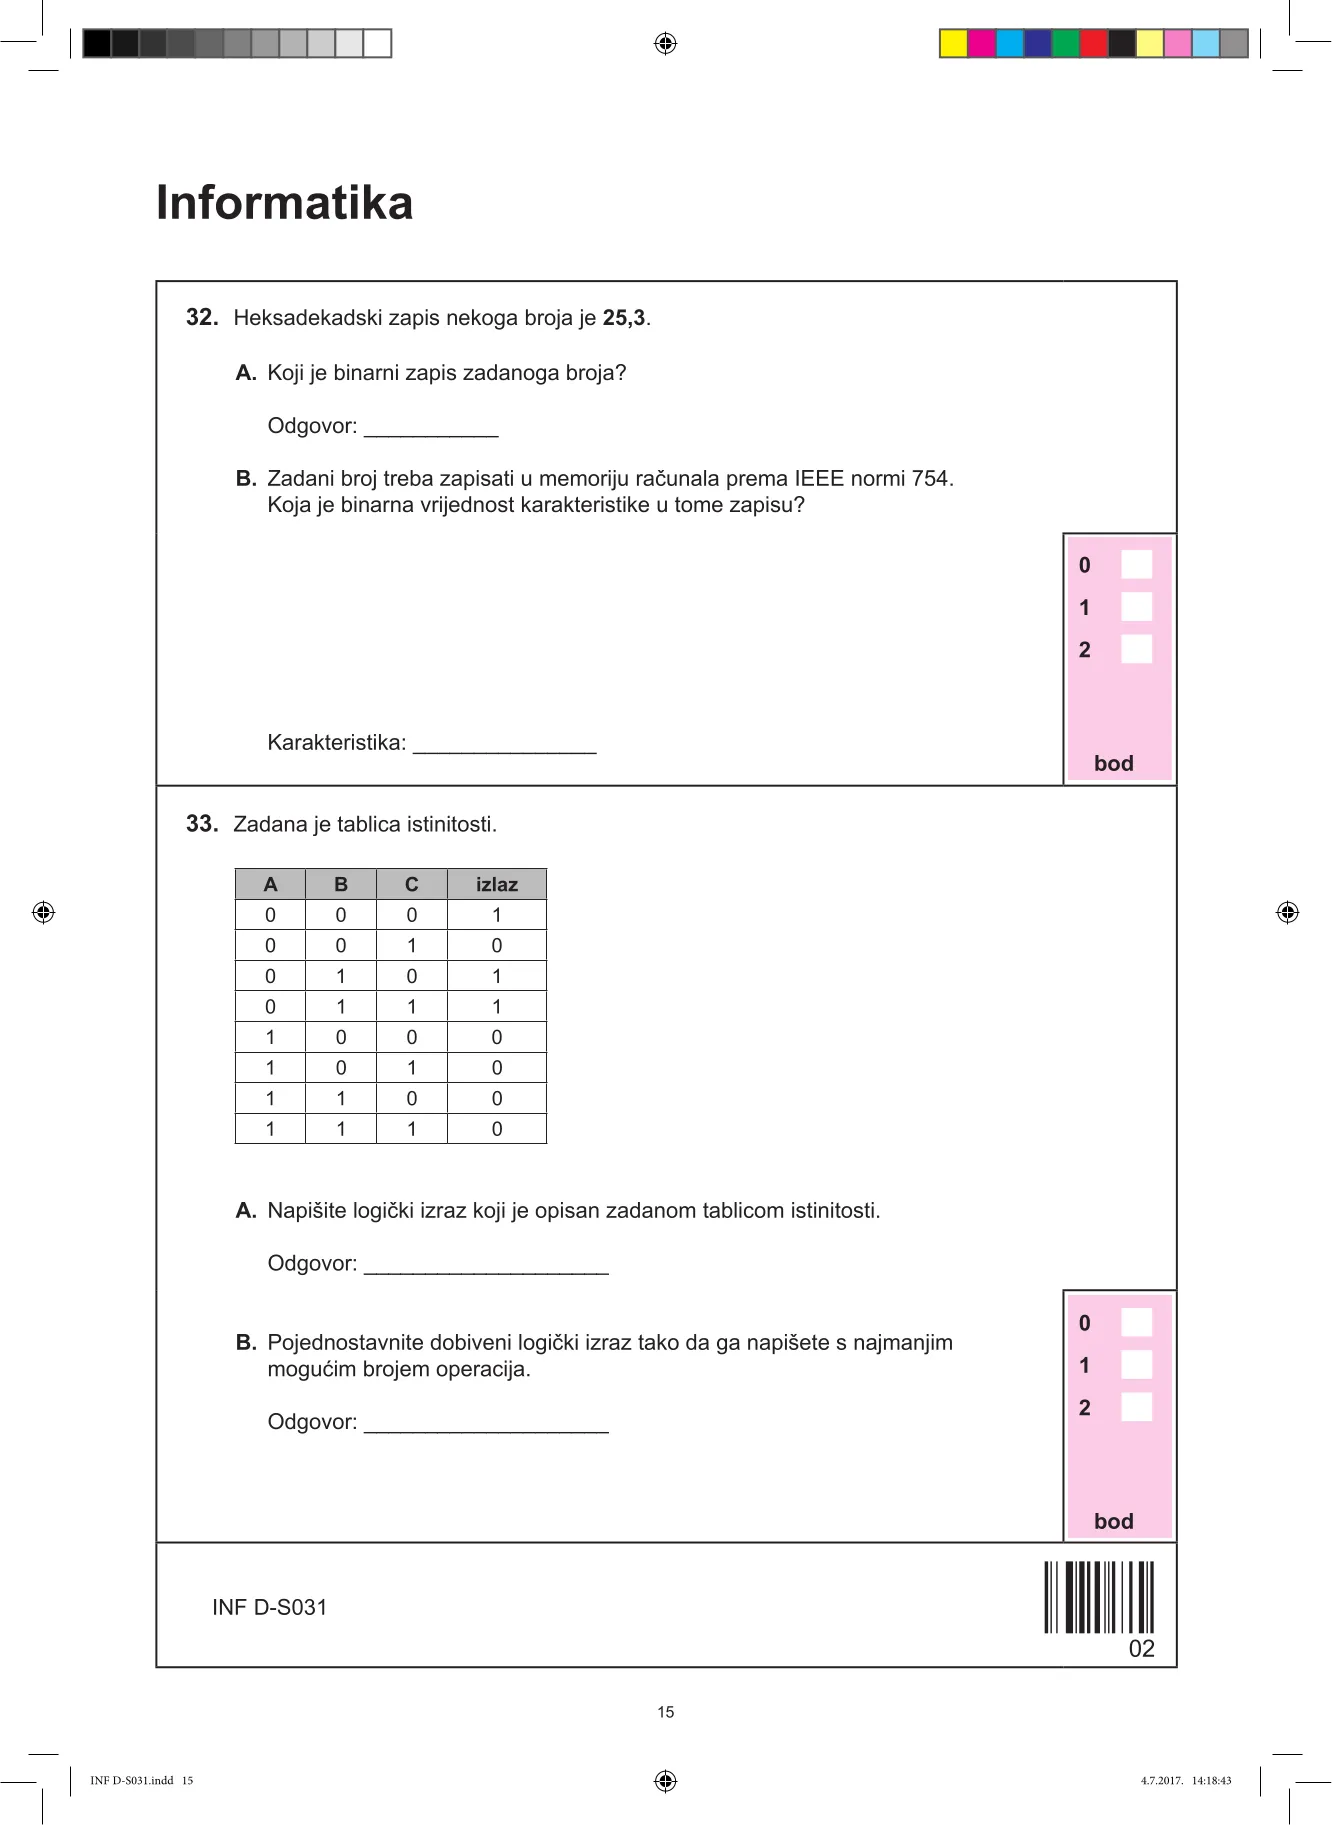 Informatika
32. Heksadekadski zapis nekoga broja je 25,3.
A. Koji je binarni zapis zadanoga broja?
Odgovor: ___________
B. Zadani broj treba zapisati u memoriju računala prema IEEE normi 754.
Koja je binarna vrijednost karakteristike u tome zapisu?
0
1
2
Karakteristika: _______________
bod
33. Zadana je tablica istinitosti.
A B C izlaz
0 0 0 1
0 0 1 0
0 1 0 1
0 1 1 1
1 0 0 0
1 0 1 0
1 1 0 0
1 1 1 0
A. Napišite logički izraz koji je opisan zadanom tablicom istinitosti.
Odgovor: ____________________
B. Pojednostavnite dobiveni logički izraz tako da ga napišete s najmanjim
mogućim brojem operacija.
Odgovor: ____________________
0
1
2
bod
INF D-S031
02
15
INF D-S031.indd 15
4.7.2017. 14:18:43